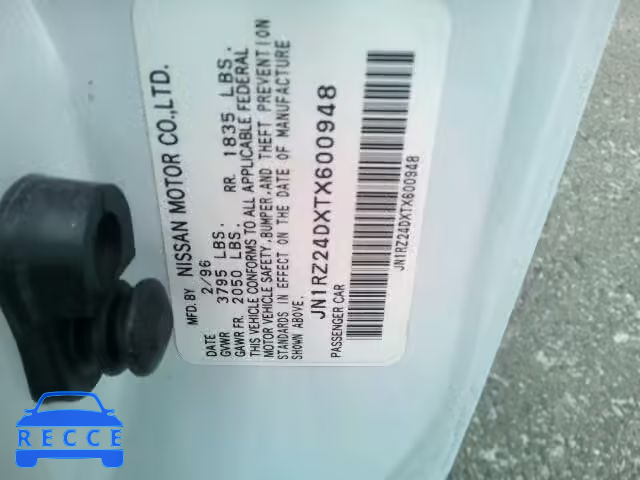 MFD.BY NISSAN MOTOR CO.,LTD.
DATE 2/96
GVWR 3795 LBS.
GAWR FR. 2050 LBS. RR. 1835 LBS.
THIS VEHICLE CONFORMS TO ALL APPLICABLE FEDERAL
MOTOR VEHICLE SAFETY,BUMPER,AND THEFT PREVENTION
STANDARDS IN EFFECT ON THE DATE OF MANUFACTURE
SHOWN ABOVE.
JN1RZ24DXTX600948
PASSENGER CAR
JN1RZ24DXTX600948
RECCE